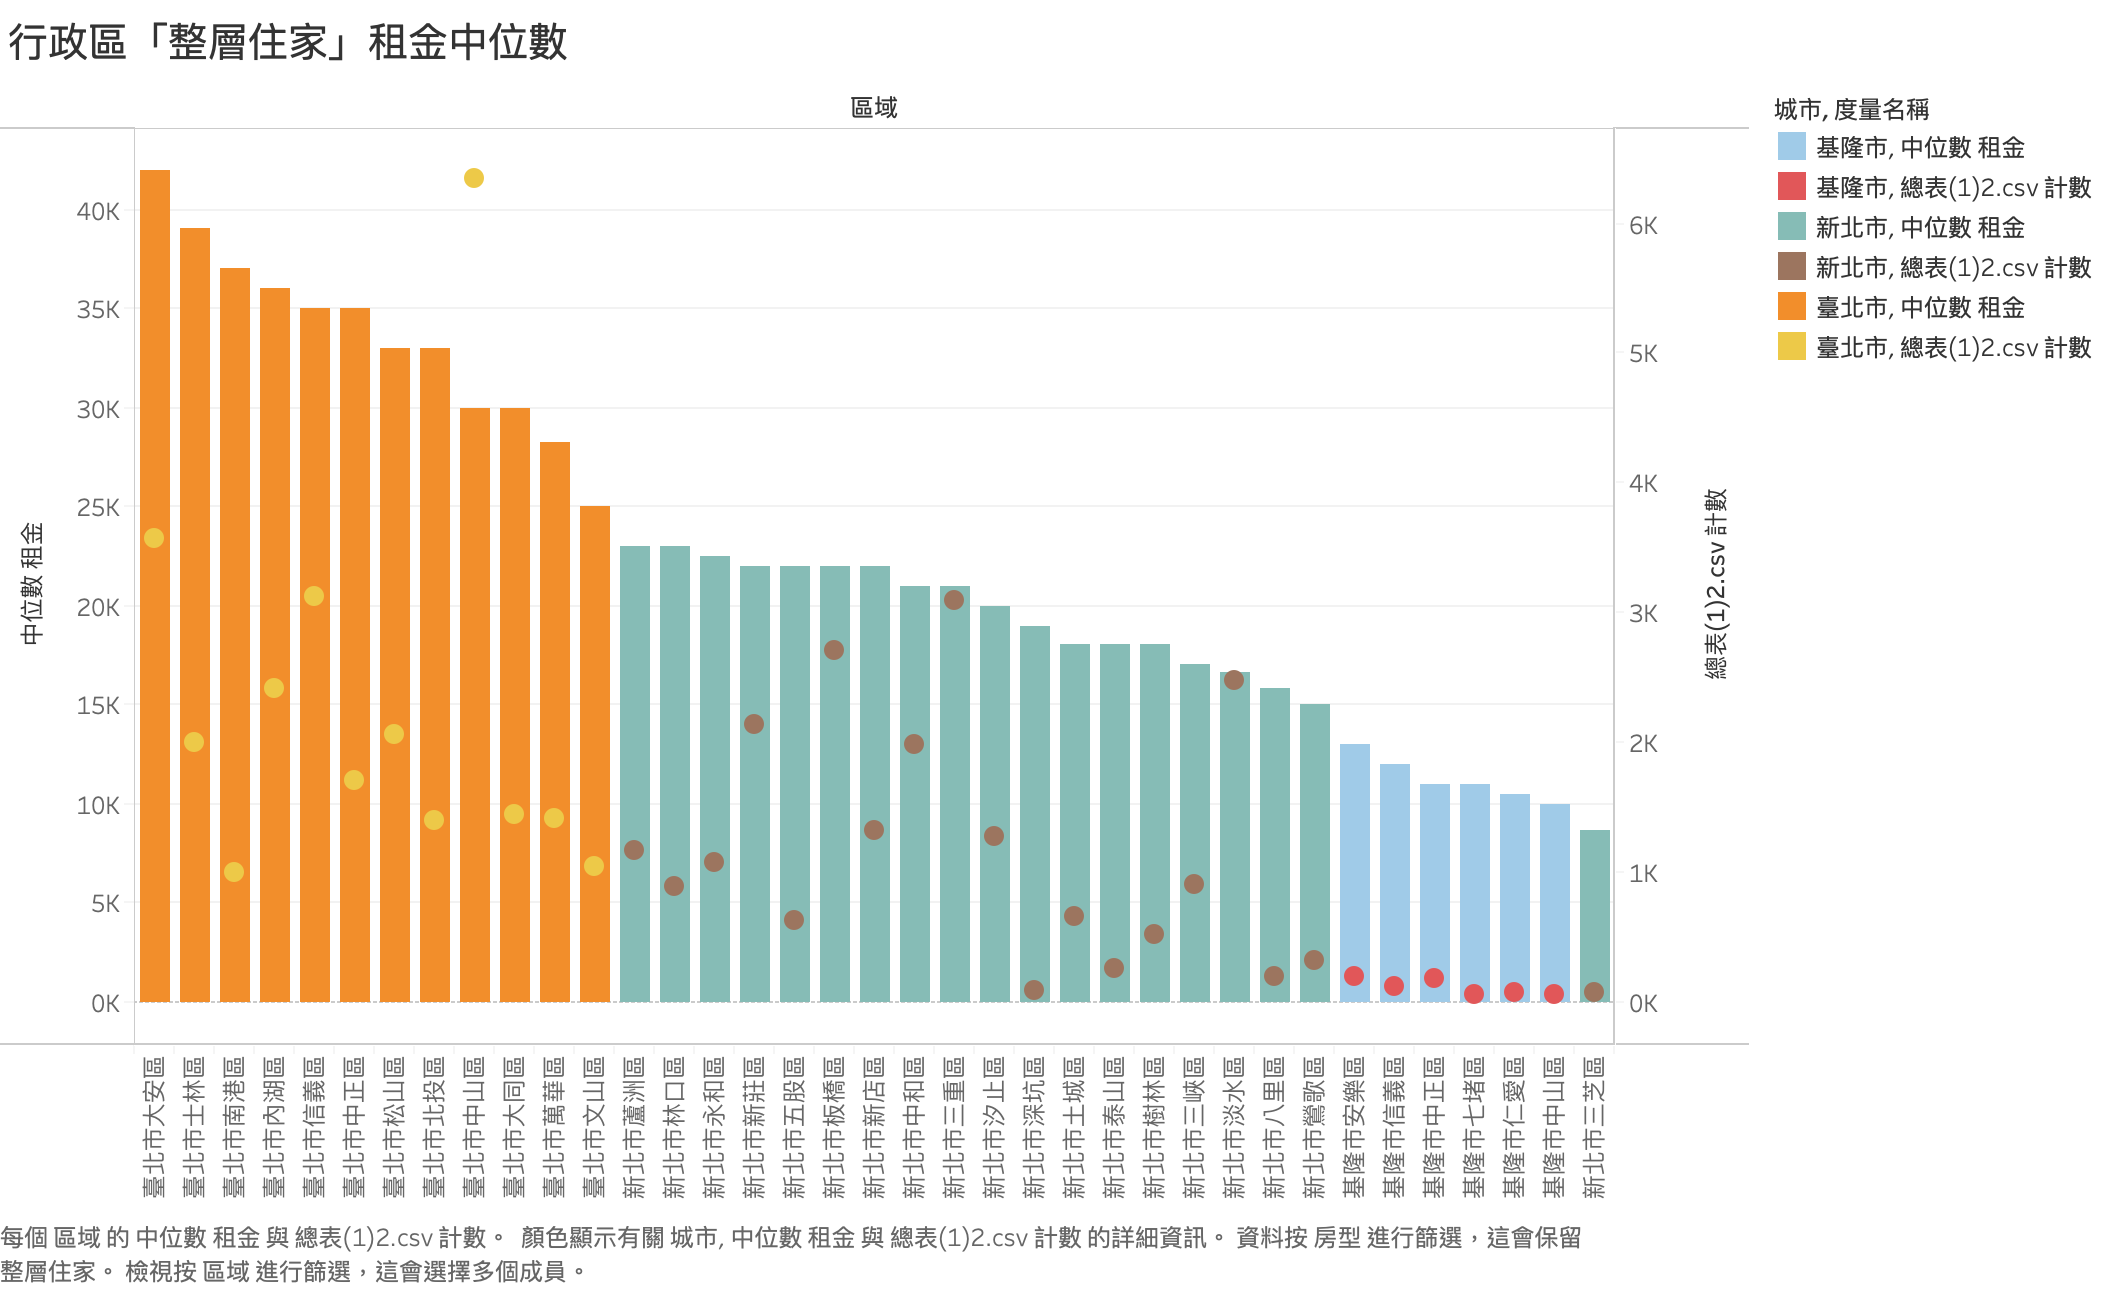 行政區「整層住家」租金中位數
區域
中位數 租金
40K
35K
30K
25K
20K
15K
10K
5K
0K
6K
5K
4K
3K
2K
1K
0K
總表(1)2.csv 計數
臺北市大安區
臺北市士林區
臺北市南港區
臺北市內湖區
臺北市信義區
臺北市中正區
臺北市松山區
臺北市北投區
臺北市中山區
臺北市大同區
臺北市萬華區
臺北市文山區
新北市蘆洲區
新北市林口區
新北市永和區
新北市新莊區
新北市五股區
新北市板橋區
新北市新店區
新北市中和區
新北市三重區
新北市汐止區
新北市深坑區
新北市土城區
新北市泰山區
新北市樹林區
新北市三峽區
新北市淡水區
新北市八里區
新北市鶯歌區
基隆市安樂區
基隆市信義區
基隆市中正區
基隆市七堵區
基隆市仁愛區
基隆市中山區
新北市三芝區
城市, 度量名稱
基隆市, 中位數 租金
基隆市, 總表(1)2.csv 計數
新北市, 中位數 租金
新北市, 總表(1)2.csv 計數
臺北市, 中位數 租金
臺北市, 總表(1)2.csv 計數
每個 區域 的 中位數 租金 與 總表(1)2.csv 計數。 顏色顯示有關 城市, 中位數 租金 與 總表(1)2.csv 計數 的詳細資訊。 資料按 房型 進行篩選，這會保留
整層住家。 檢視按 區域 進行篩選，這會選擇多個成員。